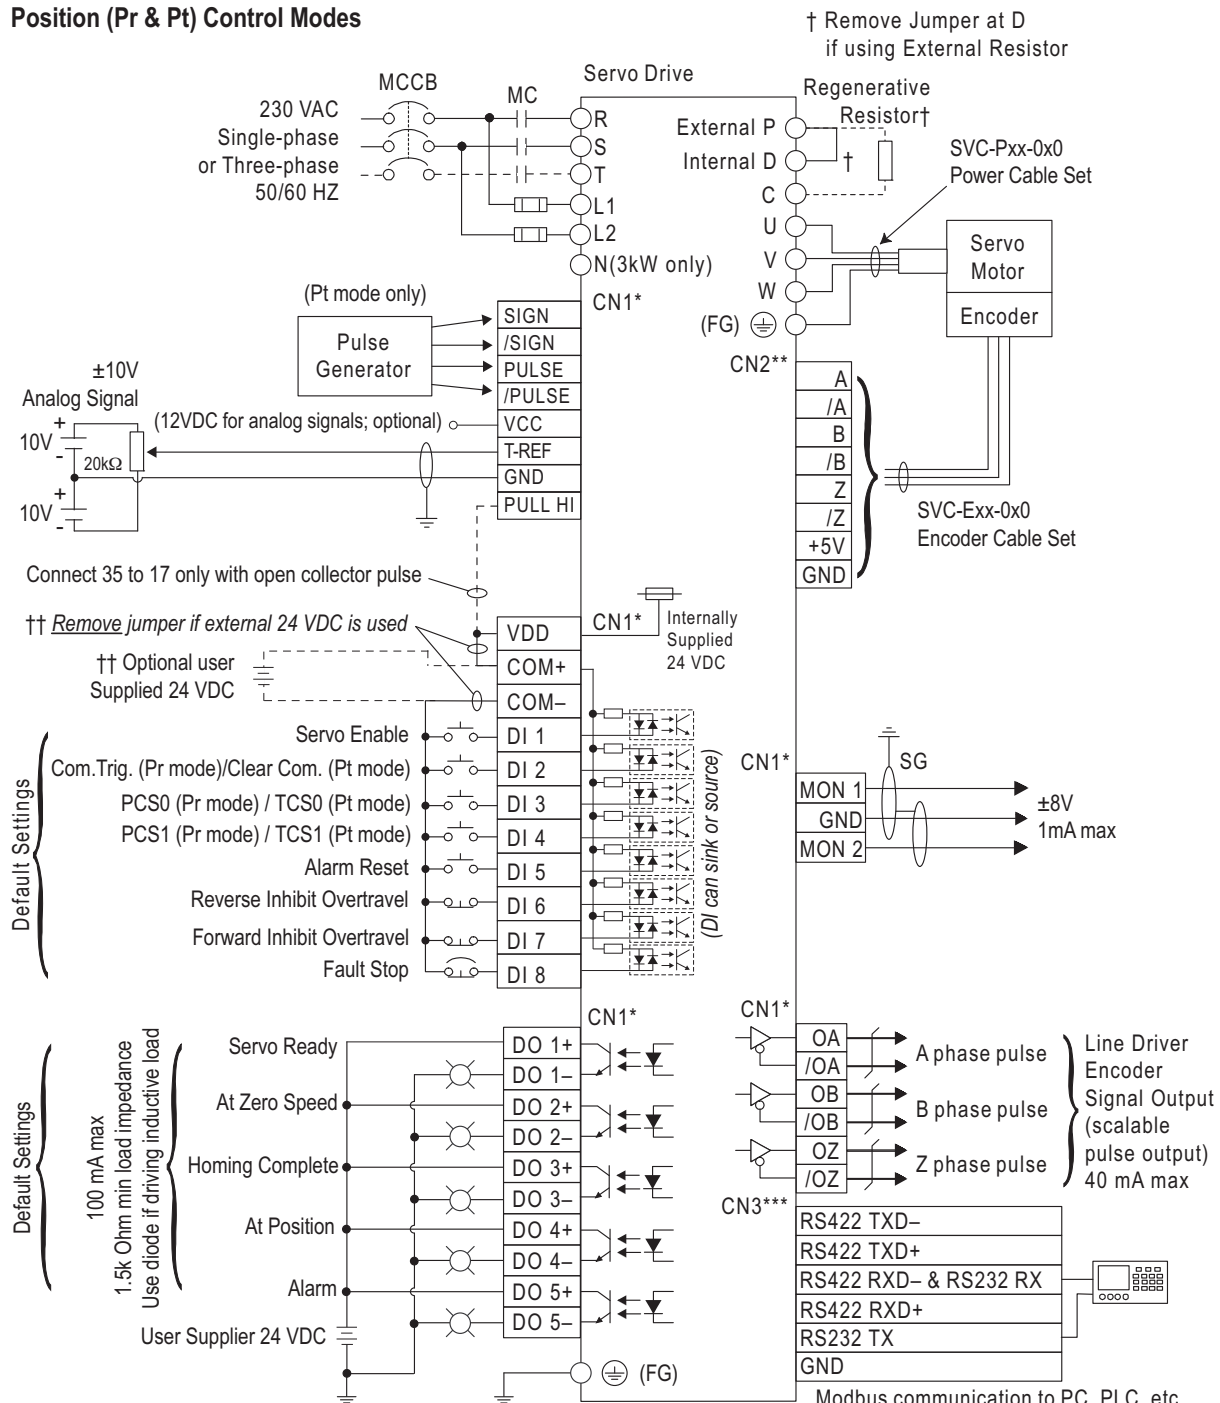 Position (Pr & Pt) Control Modes
† Remove Jumper at D
if using External Resistor
Servo Drive
MCCB
MC
230 VAC
Single-phase
or Three-phase
50/60 HZ
R
S
T
L1
L2
N(3kW only)
External P
Internal D
C
U
V
W
(FG)
Regenerative
Resistor†
†
SVC-Pxx-0x0
Power Cable Set
Servo
Motor
Encoder
(Pt mode only)
Pulse
Generator
CN1*
SIGN
/SIGN
PULSE
/PULSE
VCC
T-REF
GND
PULL HI
±10V
Analog Signal
(12VDC for analog signals; optional)
+
10V
-
20kΩ
+
10V
-
CN2**
A
/A
B
/B
Z
/Z
+5V
GND
SVC-Exx-0x0
Encoder Cable Set
Connect 35 to 17 only with open collector pulse
†† Remove jumper if external 24 VDC is used
†† Optional user
Supplied 24 VDC
CN1*
Internally
Supplied
24 VDC
VDD
COM+
COM–
DI 1
DI 2
DI 3
DI 4
DI 5
DI 6
DI 7
DI 8
Default Settings
Servo Enable
Com.Trig. (Pr mode)/Clear Com. (Pt mode)
PCS0 (Pr mode) / TCS0 (Pt mode)
PCS1 (Pr mode) / TCS1 (Pt mode)
Alarm Reset
Reverse Inhibit Overtravel
Forward Inhibit Overtravel
Fault Stop
(DI can sink or source)
CN1*
SG
MON 1
GND
MON 2
±8V
1mA max
Default Settings
100 mA max
1.5k Ohm min load impedance
Use diode if driving inductive load
Servo Ready
At Zero Speed
Homing Complete
At Position
Alarm
User Supplier 24 VDC
CN1*
DO 1+
DO 1–
DO 2+
DO 2–
DO 3+
DO 3–
DO 4+
DO 4–
DO 5+
DO 5–
(FG)
CN1*
OA
/OA
OB
/OB
OZ
/OZ
A phase pulse
B phase pulse
Z phase pulse
Line Driver
Encoder
Signal Output
(scalable
pulse output)
40 mA max
CN3***
RS422 TXD–
RS422 TXD+
RS422 RXD– & RS232 RX
RS422 RXD+
RS232 TX
GND
Modbus communication to PC, PLC, etc